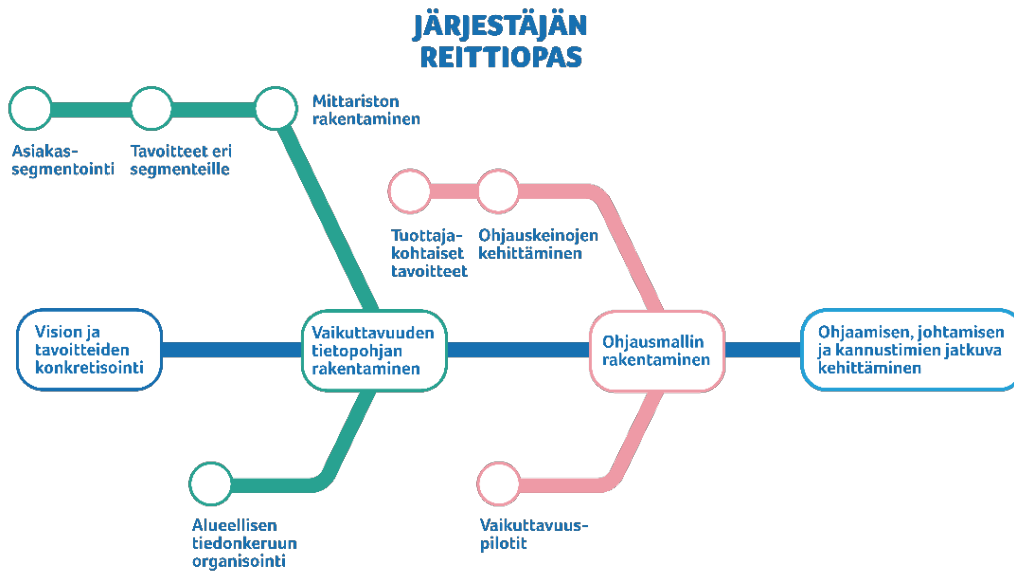 JÄRJESTÄJÄN
REITTIOPAS
Mittariston
rakentaminen
Asiakas-
segmentointi
Tavoitteet eri
segmenteille
Tuottaja-
kohtaiset
tavoitteet
Ohjauskeinojen
kehittäminen
Vision ja
tavoitteiden
konkretisointi
Vaikuttavuuden
tietopohjan
rakentaminen
Ohjausmallin
rakentaminen
Ohjaamisen, johtamisen
ja kannustimien jatkuva
kehittäminen
Alueellisen
tiedonkeruun
organisointi
Vaikuttavuus-
pilotit